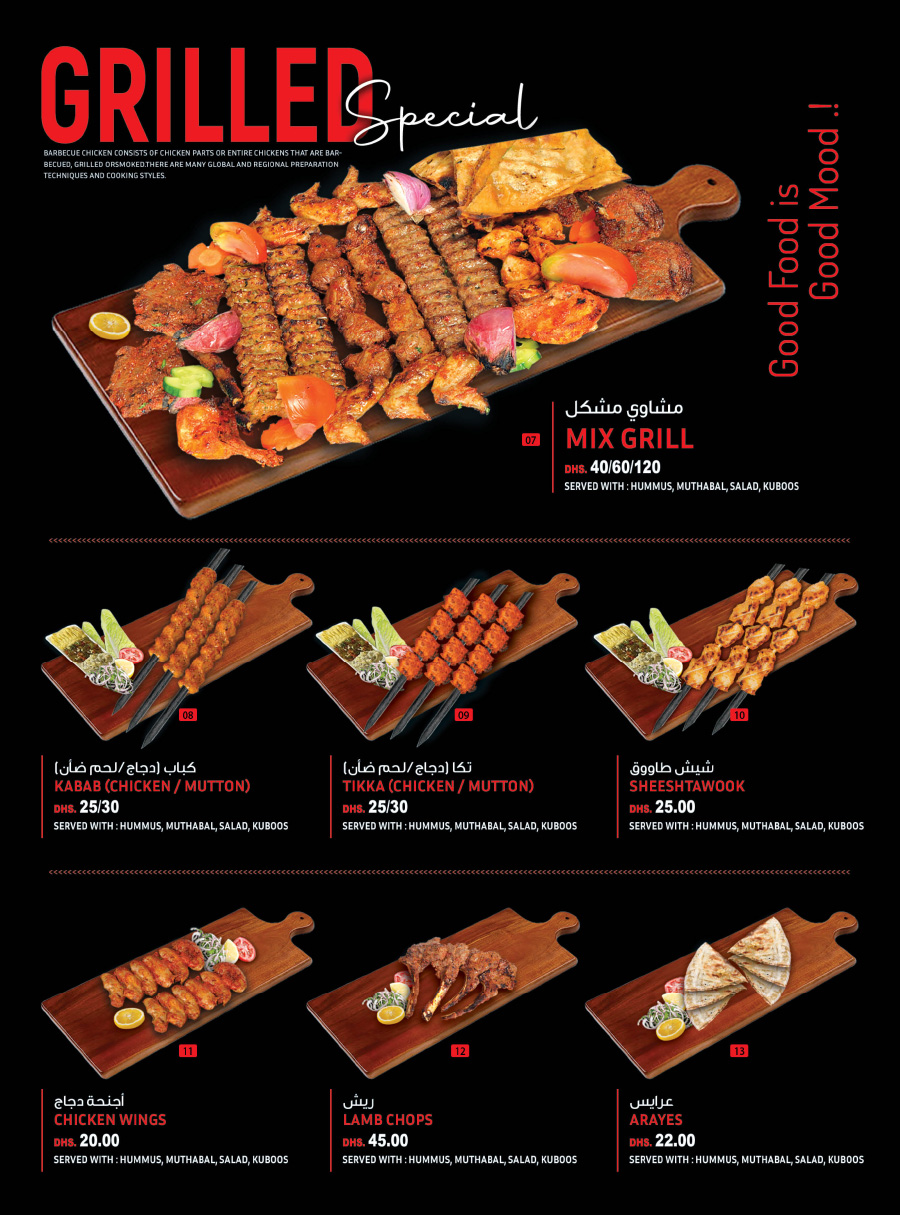 GRILLED
Special
BARBECUE CHICKEN CONSISTS OF CHICKEN PARTS OR ENTIRE CHICKENS THAT ARE BAR-
BECUED, GRILLED ORSMOKED.THERE ARE MANY GLOBAL AND REGIONAL PREPARATION
TECHNIQUES AND COOKING STYLES.
Good Food is
Good Mood .!
مشاوي مشكل
07
MIX GRILL
DHS. 40/60/120
SERVED WITH : HUMMUS, MUTHABAL, SALAD, KUBOOS
08
كباب (دجاج/لحم ضأن)
KABAB (CHICKEN / MUTTON)
DHS. 25/30
SERVED WITH : HUMMUS, MUTHABAL, SALAD, KUBOOS
09
تكا (دجاج/لحم ضأن)
TIKKA (CHICKEN / MUTTON)
DHS. 25/30
SERVED WITH : HUMMUS, MUTHABAL, SALAD, KUBOOS
10
شيش طاووق
SHEESHTAWOOK
DHS. 25.00
SERVED WITH : HUMMUS, MUTHABAL, SALAD, KUBOOS
11
أجنحة دجاج
CHICKEN WINGS
DHS. 20.00
SERVED WITH : HUMMUS, MUTHABAL, SALAD, KUBOOS
12
ريش
LAMB CHOPS
DHS. 45.00
SERVED WITH : HUMMUS, MUTHABAL, SALAD, KUBOOS
13
عرايس
ARAYES
DHS. 22.00
SERVED WITH : HUMMUS, MUTHABAL, SALAD, KUBOOS